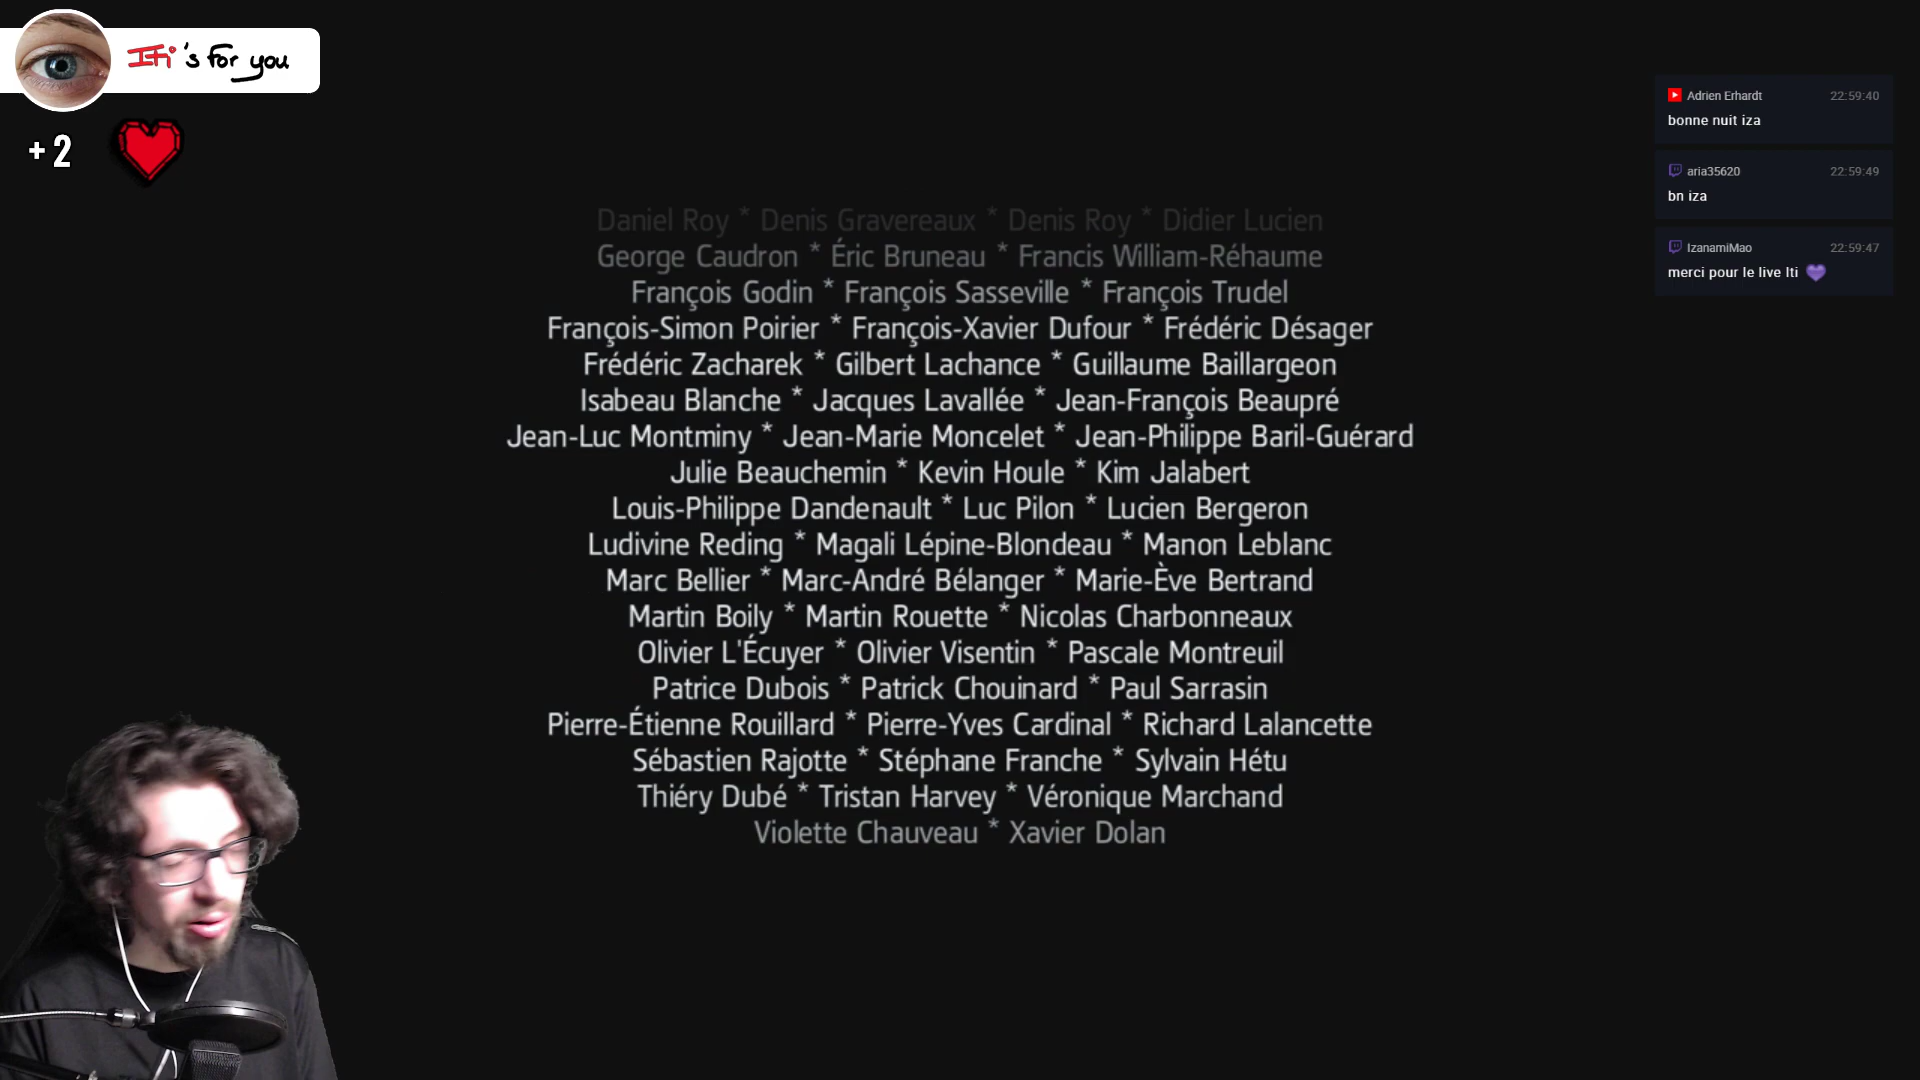 Iti's for you
+2
Daniel Roy * Denis Gravereaux * Denis Roy * Didier Lucien
George Caudron * Éric Bruneau * Francis William-Réhaume
François Godin * François Sasseville * François Trudel
François-Simon Poirier * François-Xavier Dufour * Frédéric Désager
Frédéric Zacharek * Gilbert Lachance * Guillaume Baillargeon
Isabeau Blanche * Jacques Lavallée * Jean-François Beaupré
Jean-Luc Montminy * Jean-Marie Moncelet * Jean-Philippe Baril-Guérard
Julie Beauchemin * Kevin Houle * Kim Jalabert
Louis-Philippe Dandenault * Luc Pilon * Lucien Bergeron
Ludivine Reding * Magali Lépine-Blondeau * Manon Leblanc
Marc Bellier * Marc-André Bélanger * Marie-Ève Bertrand
Martin Boily * Martin Rouette * Nicolas Charbonneaux
Olivier L'Écuyer * Olivier Visentin * Pascale Montreuil
Patrice Dubois * Patrick Chouinard * Paul Sarrasin
Pierre-Étienne Rouillard * Pierre-Yves Cardinal * Richard Lalancette
Sébastien Rajotte * Stéphane Franche * Sylvain Hétu
Thiéry Dubé * Tristan Harvey * Véronique Marchand
Violette Chauveau * Xavier Dolan
Adrien Erhardt 22:59:40
bonne nuit iza
aria35620 22:59:49
bn iza
IzanamiMao 22:59:47
merci pour le live Iti